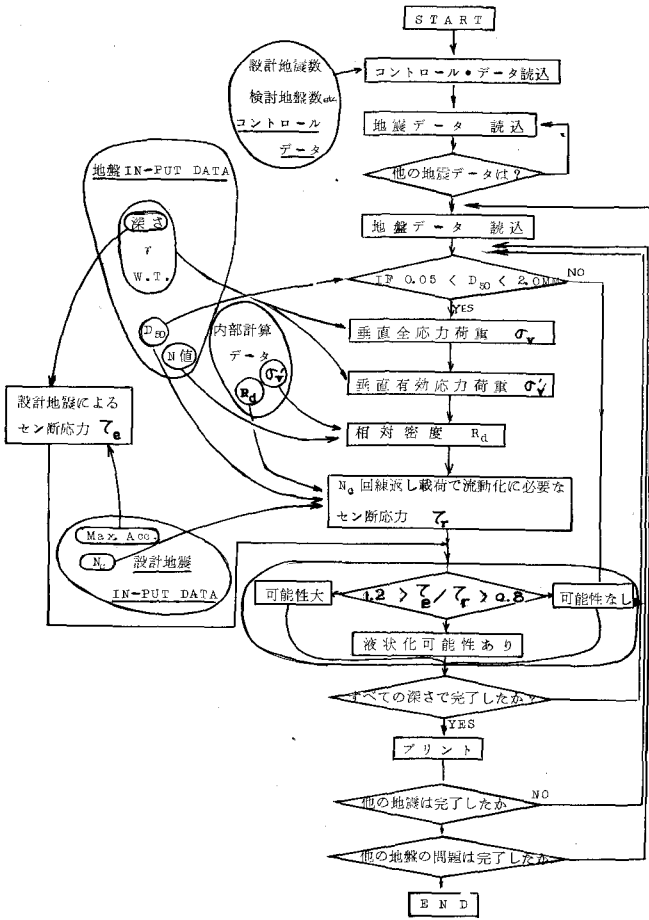 START
設計地震数
検討地盤数etc
コントロール
データ
コントロール・データ読込
地震データ 読込
他の地震データは？
地盤IN-PUT DATA
地盤データ 読込
深さ
γ
W.T.
IF 0.05 < D50 < 2.0MM
NO
YES
D50
N値
内部計算
データ
σv'
Rd
垂直全応力荷重 σv
垂直有効応力荷重 σv'
相対密度 Rd
設計地震による
セン断応力 τe
Nc回繰返し載荷で流動化に必要な
セン断応力 τr
Max. Acc.
Nc
設計地震
IN-PUT DATA
可能性大
1.2 > τe/τr > 0.8
可能性なし
液状化可能性あり
すべての深さで完了したか？
YES
プリント
他の地震は完了したか
NO
他の地盤の問題は完了したか
END